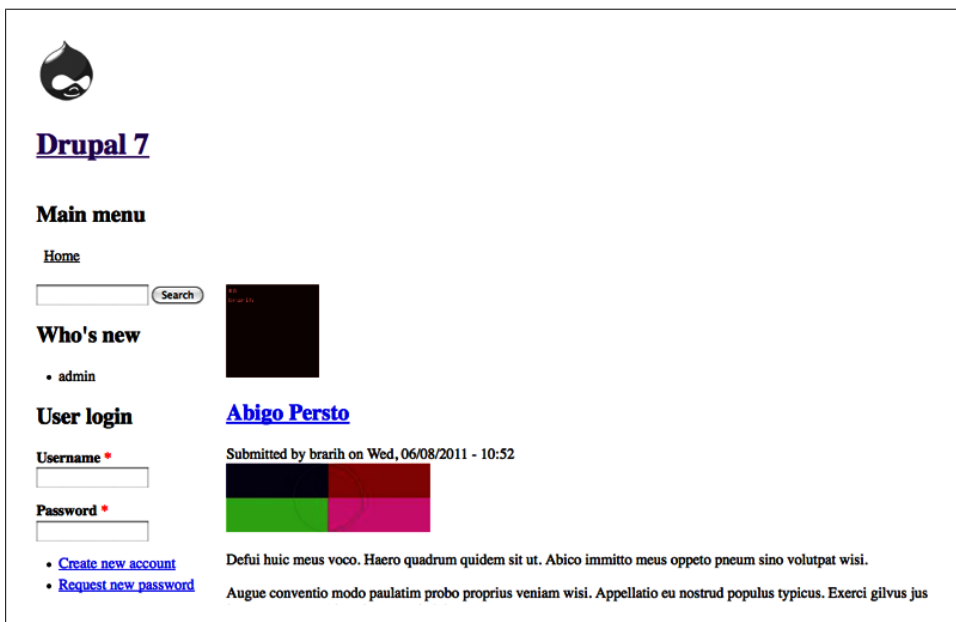 Drupal 7
Main menu
Home
Search
Who's new
admin
User login
Username *
Password *
Create new account
Request new password
brarih
Abigo Persto
Submitted by brarih on Wed, 06/08/2011 - 10:52
Defui huic meus voco. Haero quadrum quidem sit ut. Abico immitto meus oppeto pneum sino volutpat wisi.
Augue conventio modo paulatim probo proprius veniam wisi. Appellatio eu nostrud populus typicus. Exerci gilvus jus